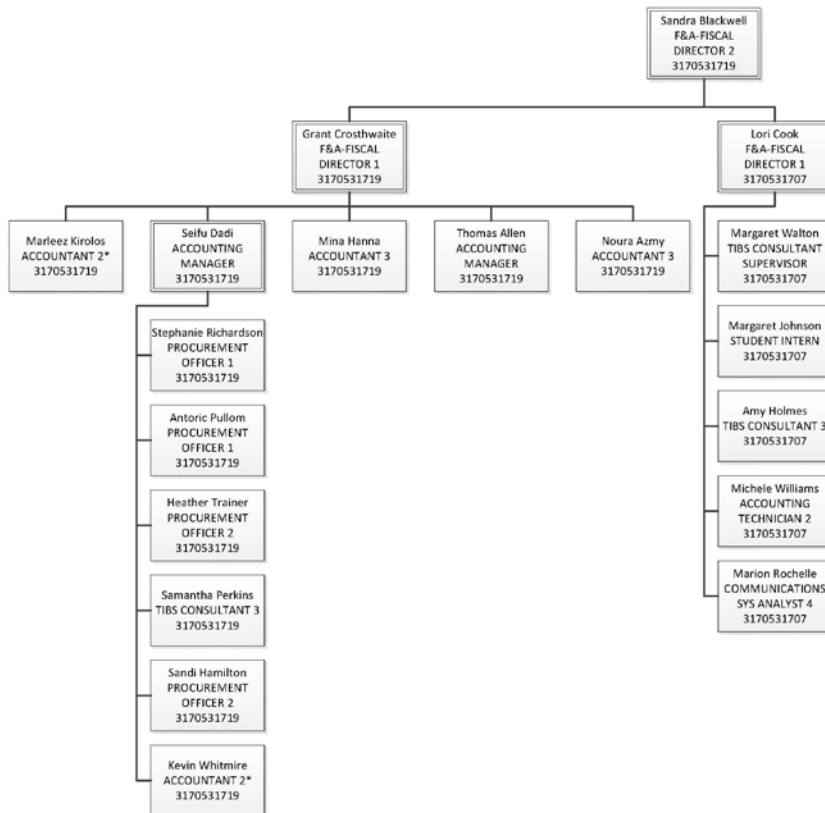 Sandra Blackwell
F&A-FISCAL
DIRECTOR 2
3170531719
Grant Crosthwaite
F&A-FISCAL
DIRECTOR 1
3170531719
Lori Cook
F&A-FISCAL
DIRECTOR 1
3170531707
Marleez Kirolos
ACCOUNTANT 2*
3170531719
Seifu Dadi
ACCOUNTING
MANAGER
3170531719
Mina Hanna
ACCOUNTANT 3
3170531719
Thomas Allen
ACCOUNTING
MANAGER
3170531719
Noura Azmy
ACCOUNTANT 3
3170531719
Margaret Walton
TIBS CONSULTANT
SUPERVISOR
3170531707
Stephanie Richardson
PROCUREMENT
OFFICER 1
3170531719
Margaret Johnson
STUDENT INTERN
3170531707
Antoric Pullom
PROCUREMENT
OFFICER 1
3170531719
Amy Holmes
TIBS CONSULTANT 3
3170531707
Heather Trainer
PROCUREMENT
OFFICER 2
3170531719
Michele Williams
ACCOUNTING
TECHNICIAN 2
3170531707
Samantha Perkins
TIBS CONSULTANT 3
3170531719
Marion Rochelle
COMMUNICATIONS
SYS ANALYST 4
3170531707
Sandi Hamilton
PROCUREMENT
OFFICER 2
3170531719
Kevin Whitmire
ACCOUNTANT 2*
3170531719